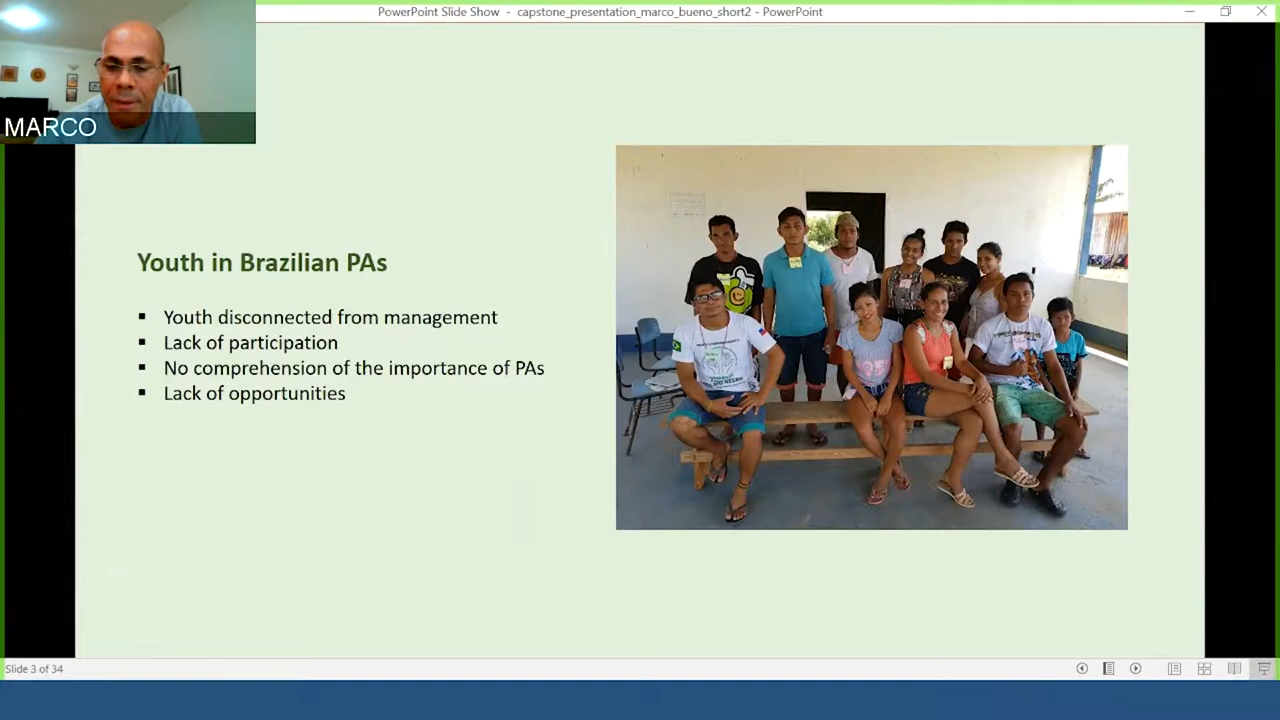 PowerPoint Slide Show - capstone_presentation_marco_bueno_short2 - PowerPoint
MARCO
Youth in Brazilian PAs
▪ Youth disconnected from management
▪ Lack of participation
▪ No comprehension of the importance of PAs
▪ Lack of opportunities
NEGRO
Slide 3 of 34